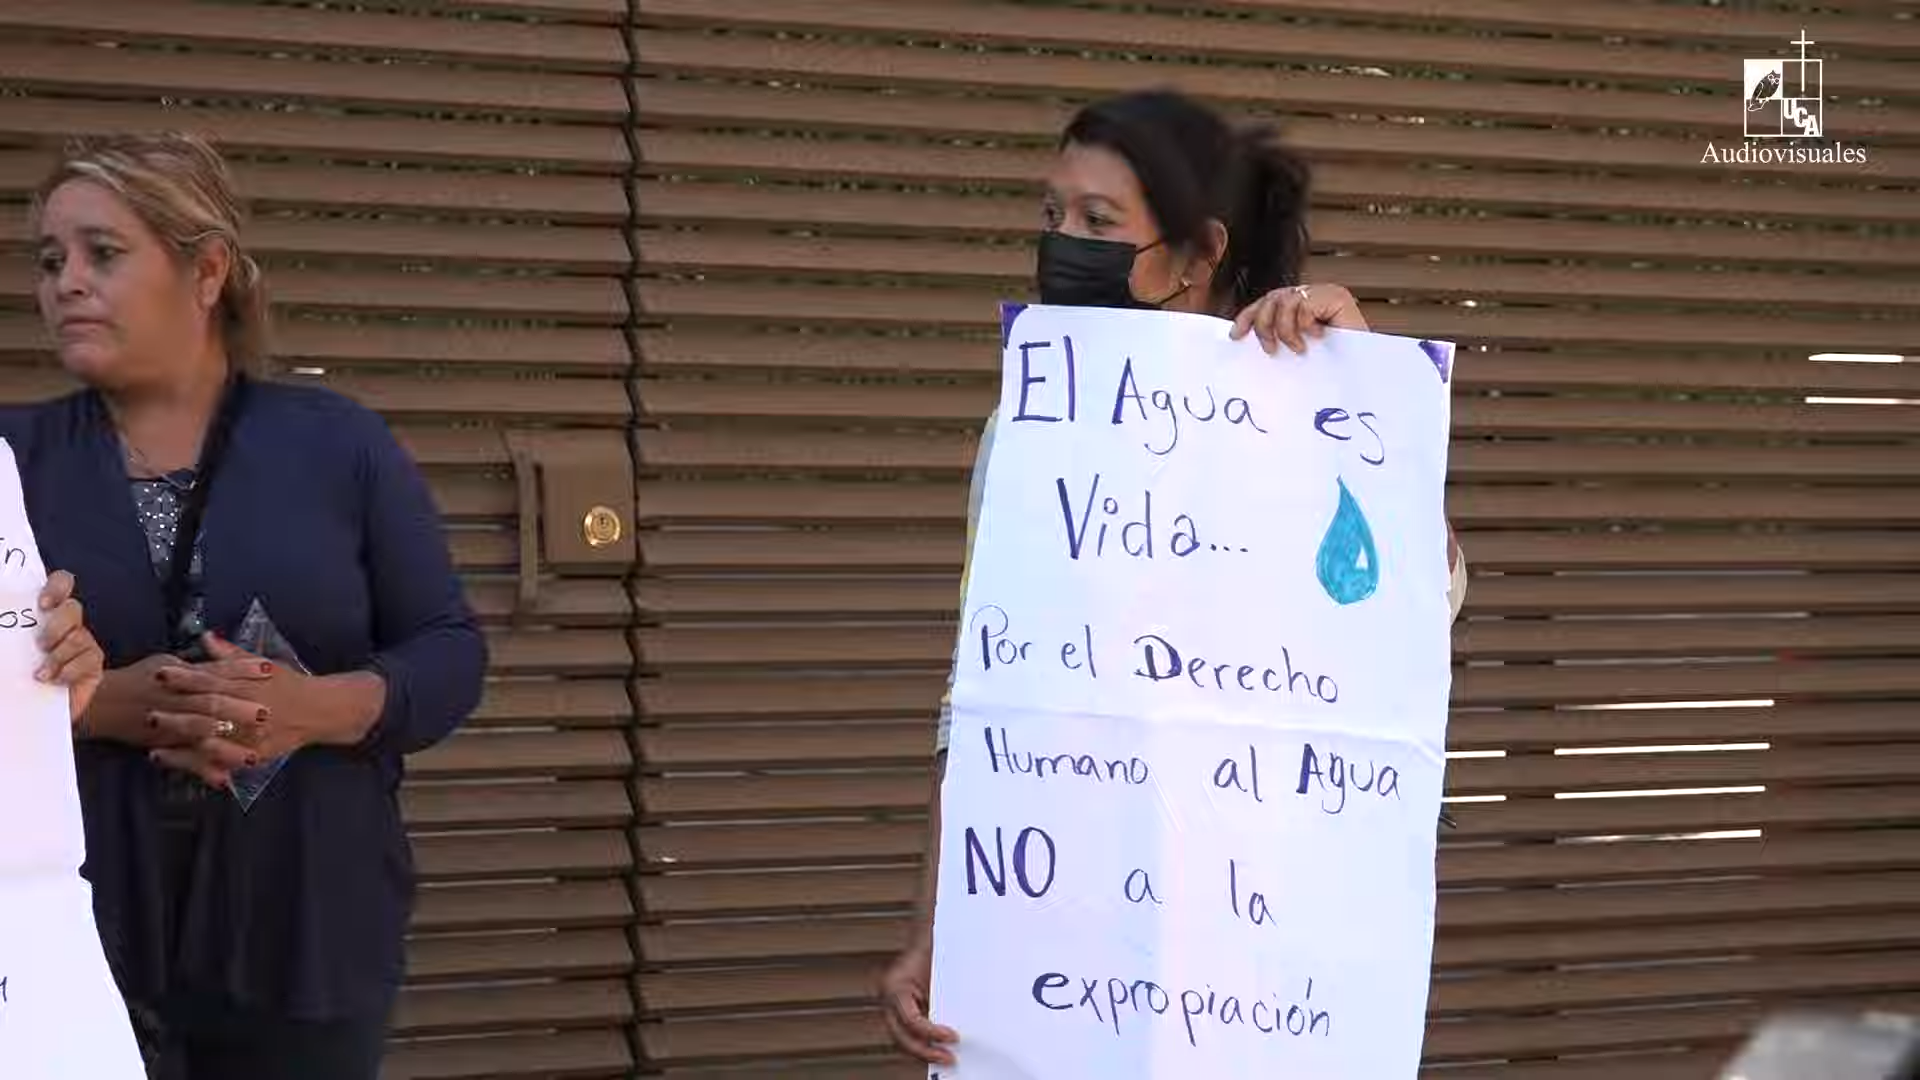 UCA
Audiovisuales
El Agua es
Vida...
Por el Derecho
Humano al Agua
NO a la
expropiación